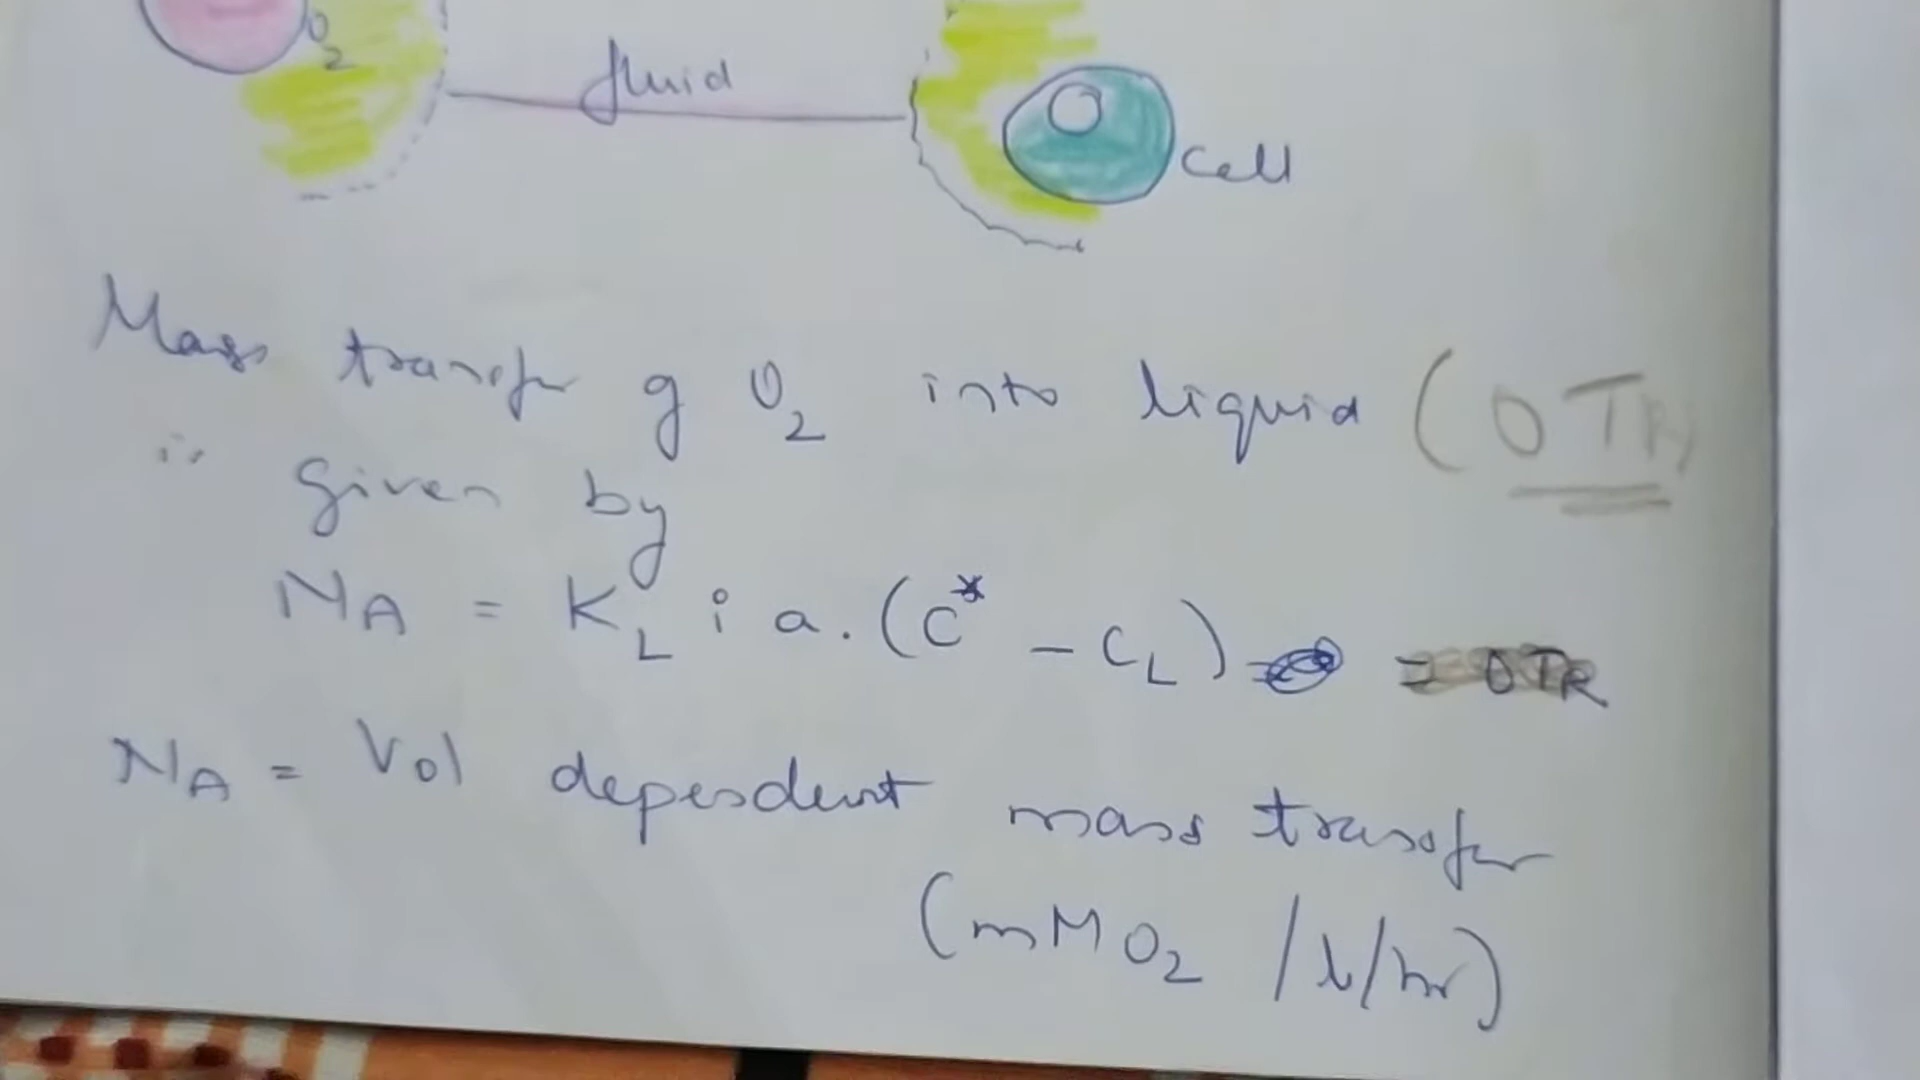 O2
fluid
Cell
Mass transfer of O2 into liquid (OTR)
is given by
NA = KL i a. (C* - CL) = OTR
NA = Vol dependent mass transfer
(mM O2 /l/hr)